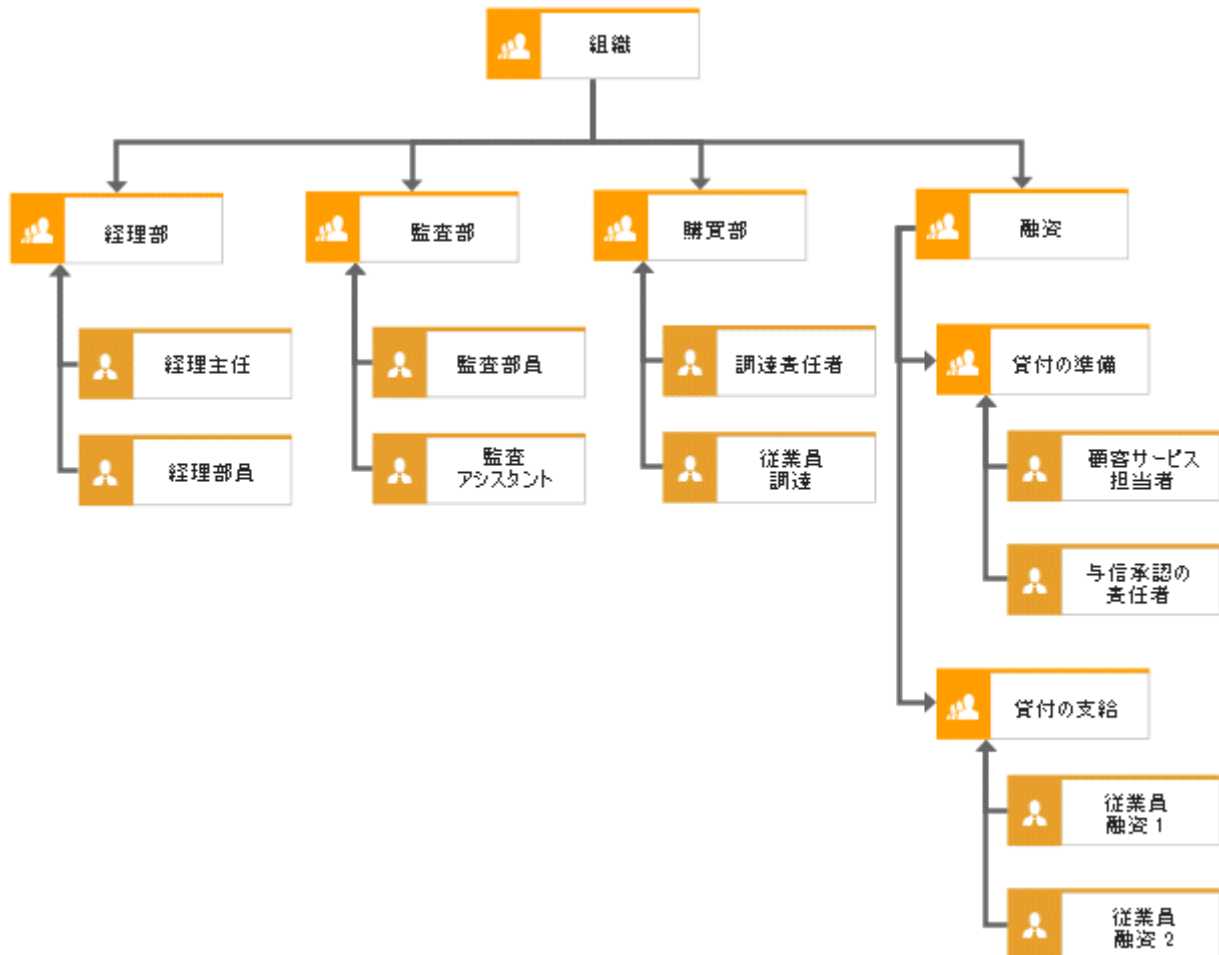 組織
経理部
監査部
購買部
融資
経理主任
監査部員
調達責任者
貸付の準備
経理部員
監査
アシスタント
従業員
調達
顧客サービス
担当者
与信承認の
責任者
貸付の支給
従業員
融資 1
従業員
融資 2